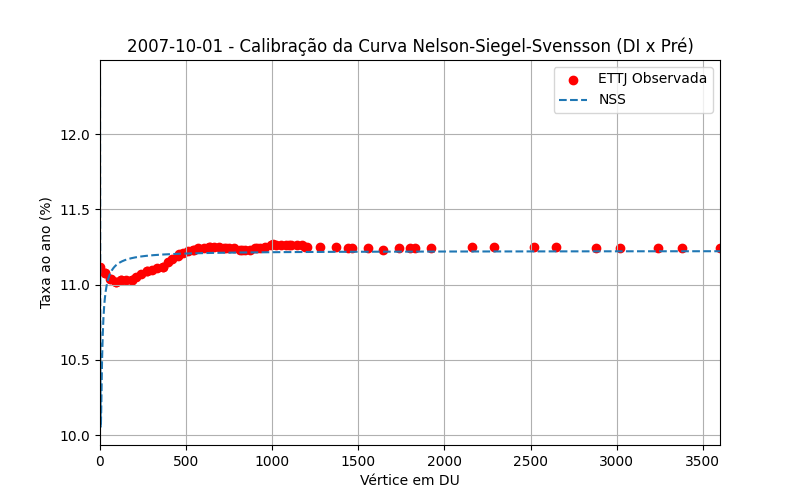 2007-10-01 - Calibração da Curva Nelson-Siegel-Svensson (DI x Pré)
ETTJ Observada
NSS
Taxa ao ano (%)
12.0
11.5
11.0
10.5
10.0
0 500 1000 1500 2000 2500 3000 3500
Vértice em DU